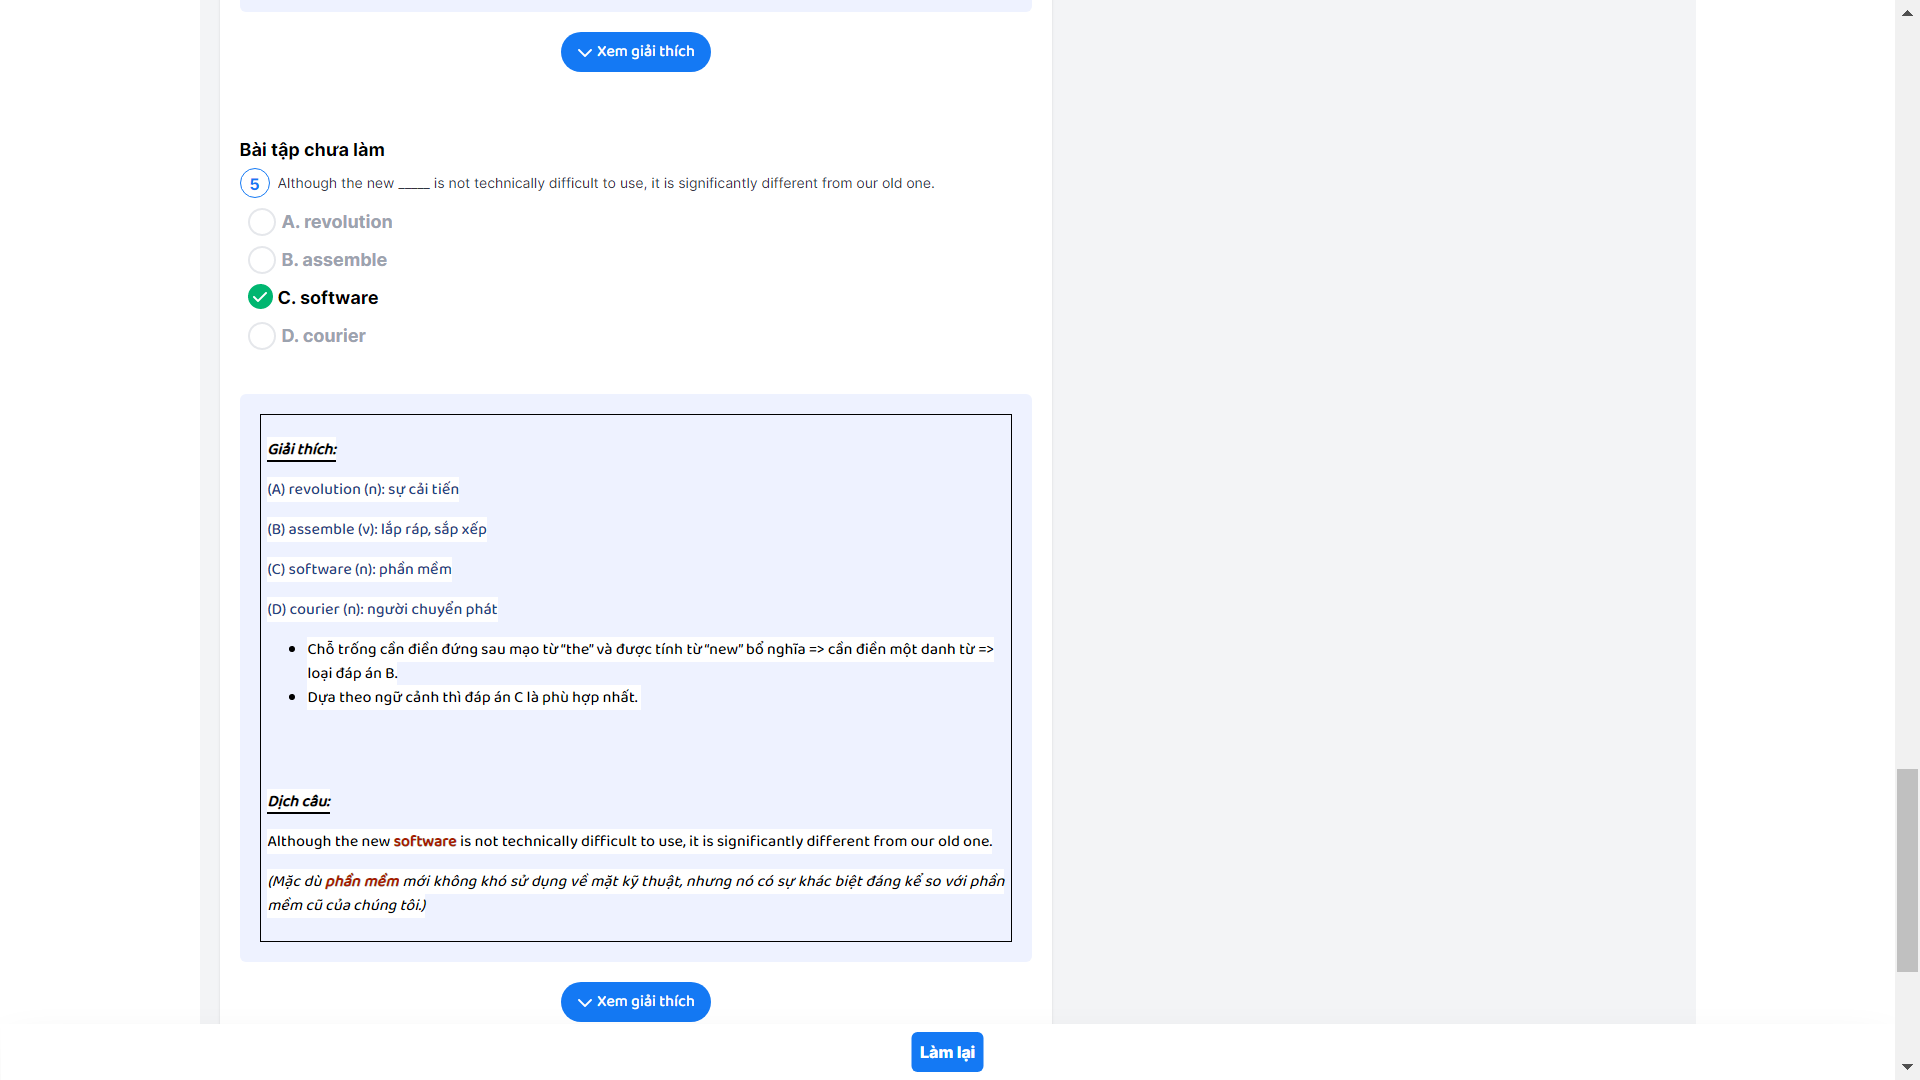 Xem giải thích
Bài tập chưa làm
5 Although the new _____ is not technically difficult to use, it is significantly different from our old one.
A. revolution
B. assemble
C. software
D. courier
Giải thích:
(A) revolution (n): sự cải tiến
(B) assemble (v): lắp ráp, sắp xếp
(C) software (n): phần mềm
(D) courier (n): người chuyển phát
• Chỗ trống cần điền đứng sau mạo từ “the” và được tính từ “new” bổ nghĩa => cần điền một danh từ =>
loại đáp án B.
• Dựa theo ngữ cảnh thì đáp án C là phù hợp nhất.
Dịch câu:
Although the new software is not technically difficult to use, it is significantly different from our old one.
(Mặc dù phần mềm mới không khó sử dụng về mặt kỹ thuật, nhưng nó có sự khác biệt đáng kể so với phần
mềm cũ của chúng tôi.)
Xem giải thích
Làm lại